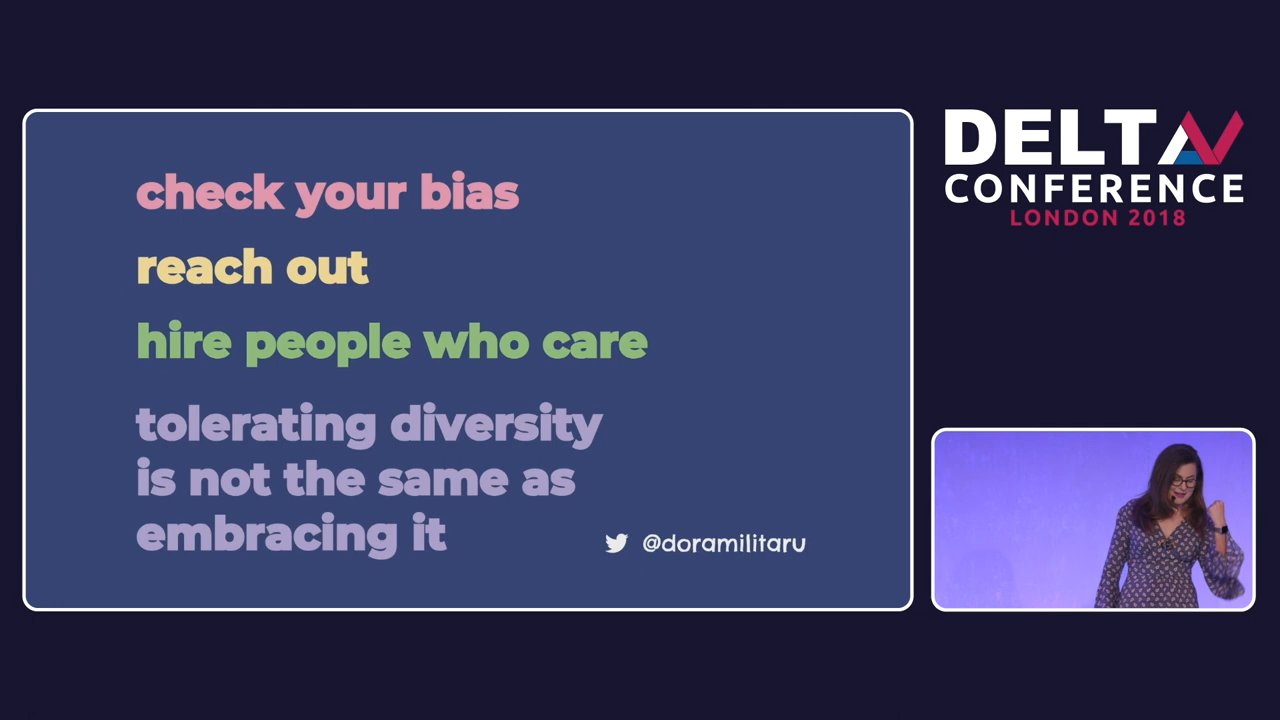 check your bias
reach out
hire people who care
tolerating diversity
is not the same as
embracing it
@doramilitaru
DELTA V
CONFERENCE
LONDON 2018